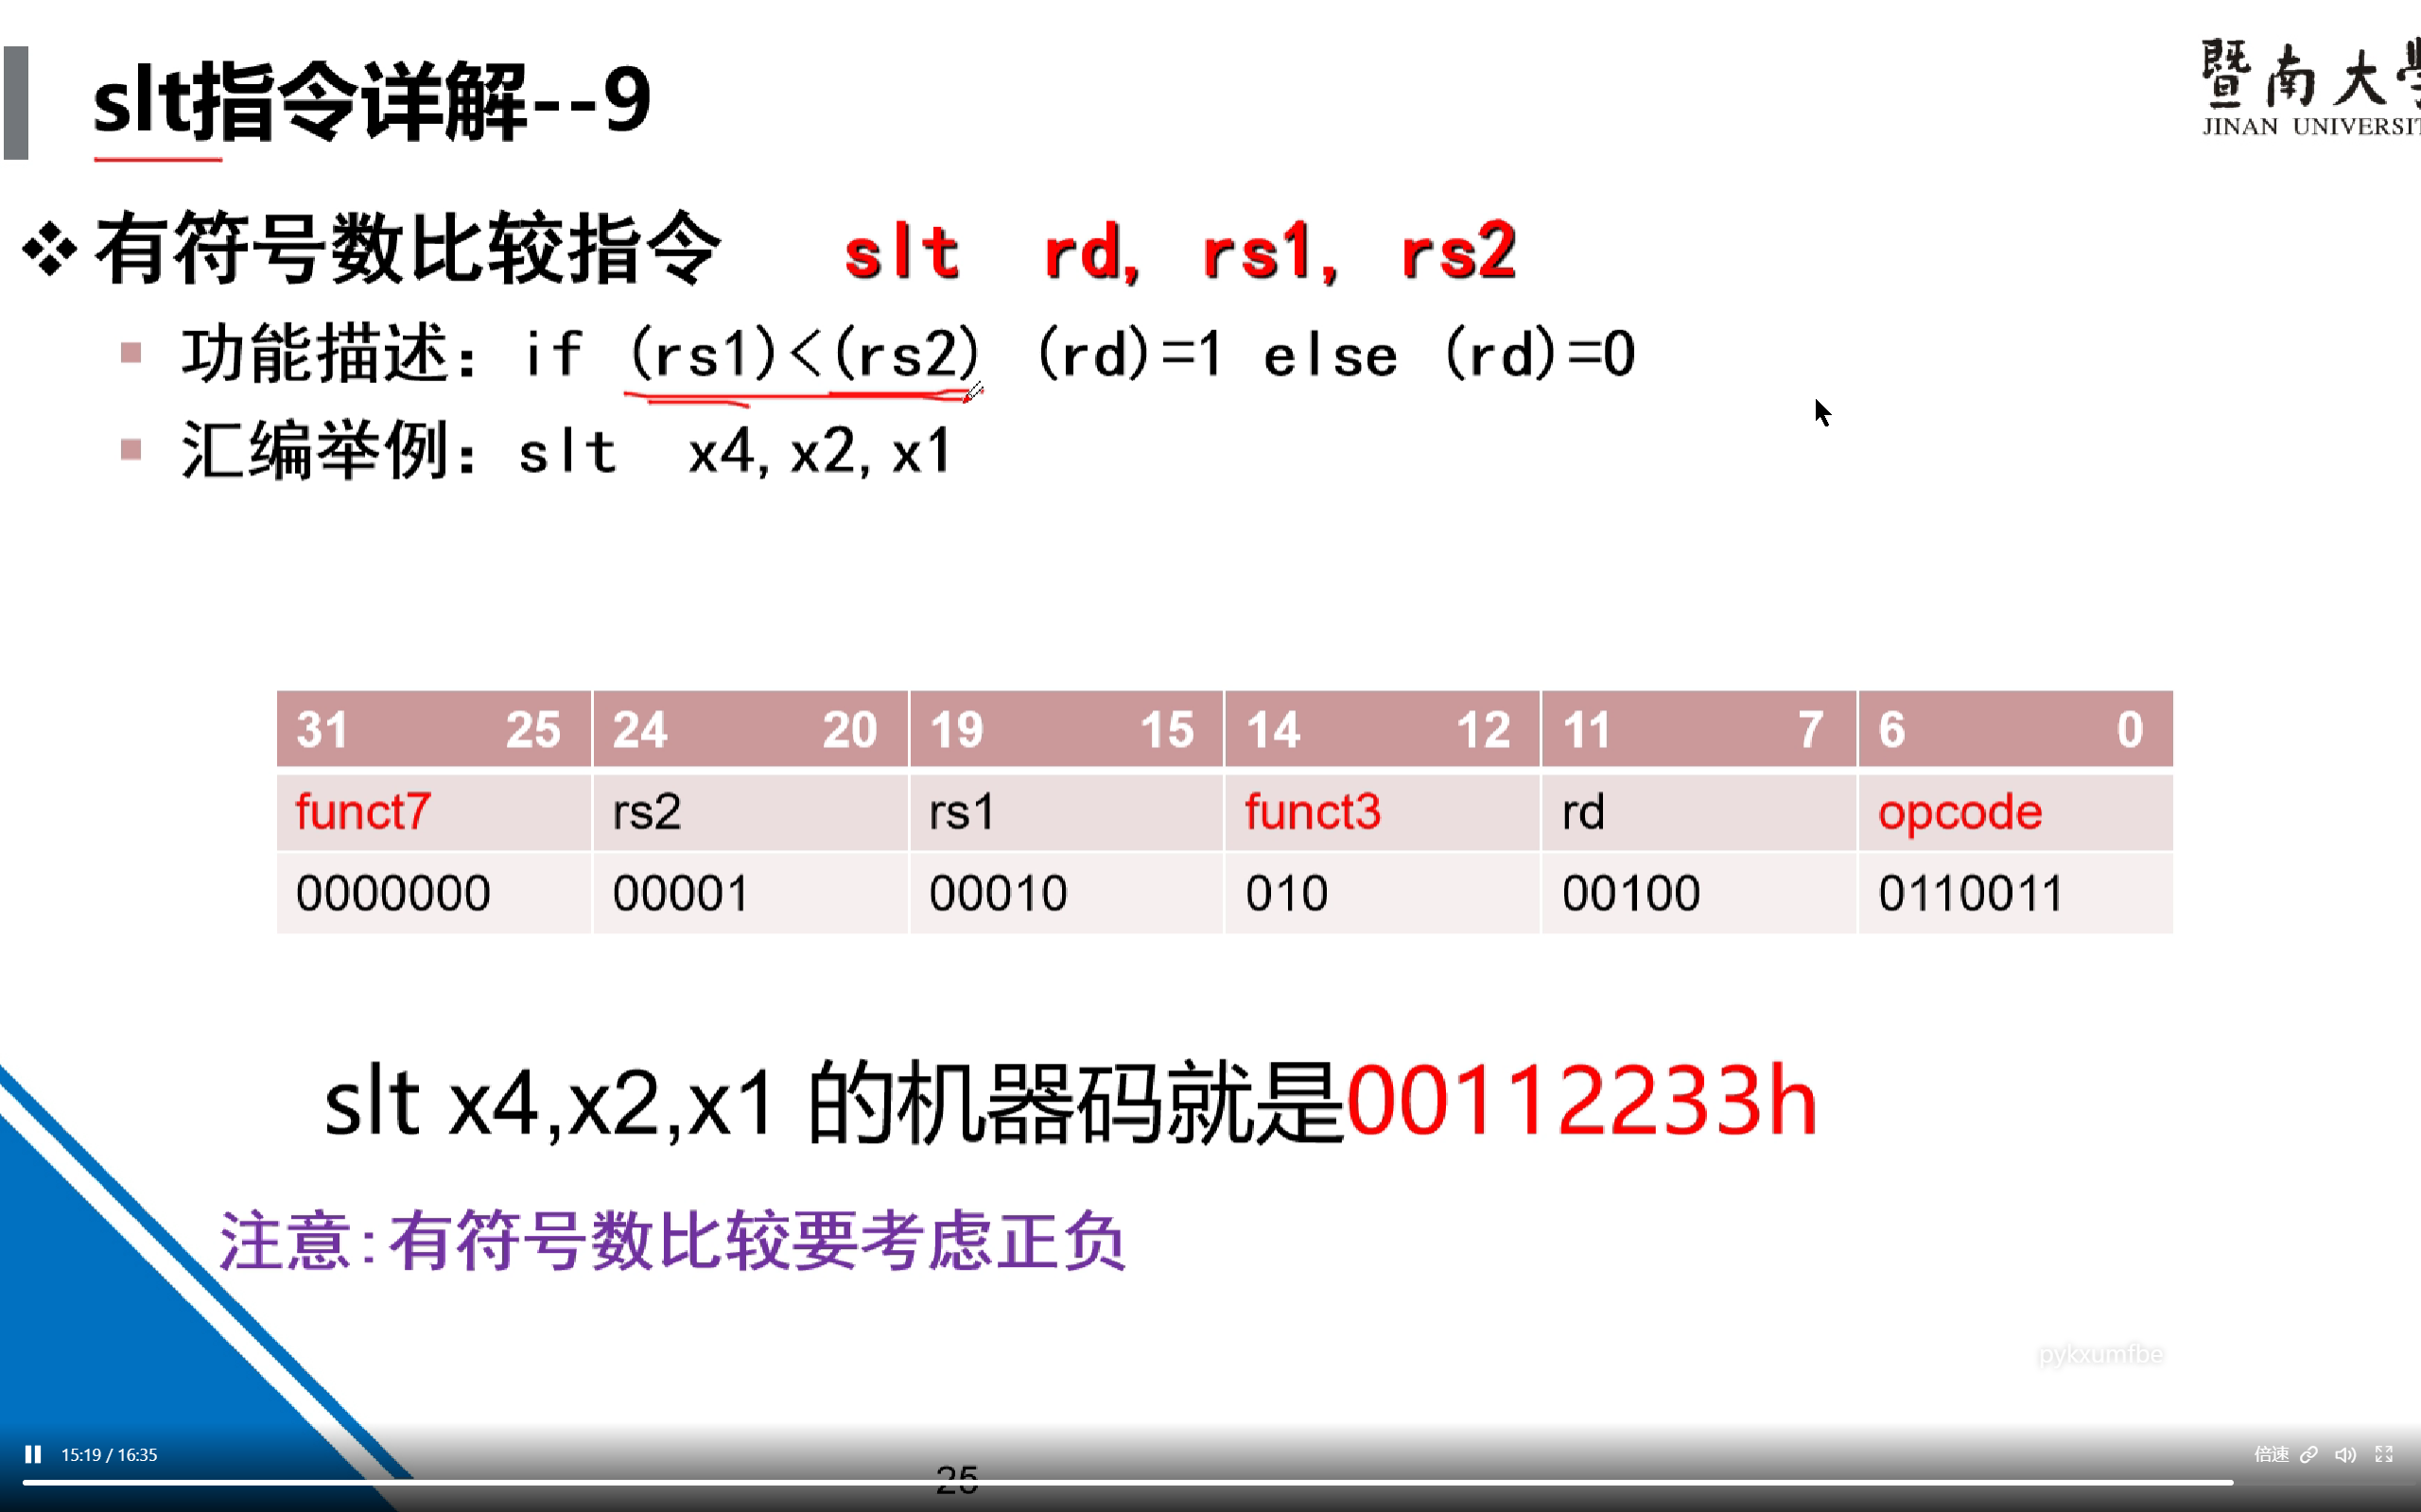 slt指令详解--9
暨南大學
JINAN UNIVERSIT
有符号数比较指令 slt rd, rs1, rs2
功能描述：if (rs1)<(rs2) (rd)=1 else (rd)=0
汇编举例：slt x4,x2,x1
31 25 24 20 19 15 14 12 11 7 6 0
funct7 rs2 rs1 funct3 rd opcode
0000000 00001 00010 010 00100 0110011
slt x4,x2,x1 的机器码就是00112233h
注意:有符号数比较要考虑正负
pykxumfbe
15:19 / 16:35
倍速
25